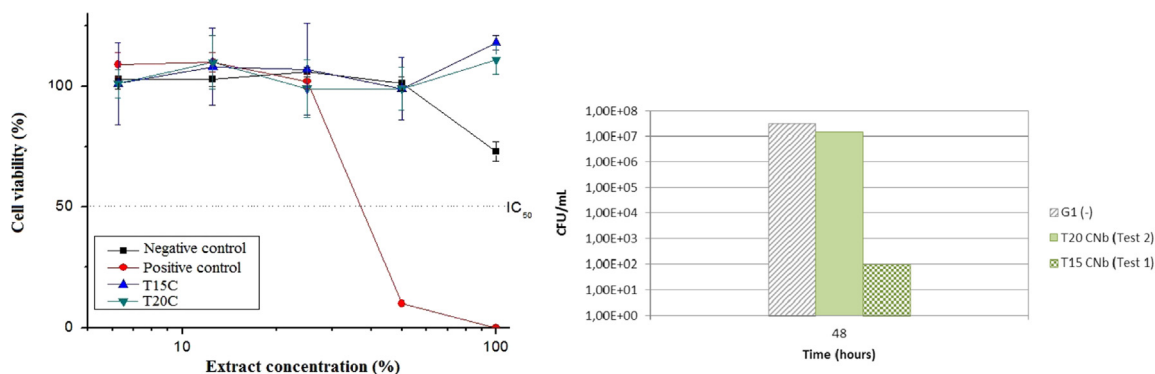 Cell viability (%)
100
50
0
IC50
Negative control
Positive control
T15C
T20C
10
100
Extract concentration (%)
CFU/mL
1,00E+08
1,00E+07
1,00E+06
1,00E+05
1,00E+04
1,00E+03
1,00E+02
1,00E+01
1,00E+00
48
Time (hours)
G1 (-)
T20 CNb (Test 2)
T15 CNb (Test 1)